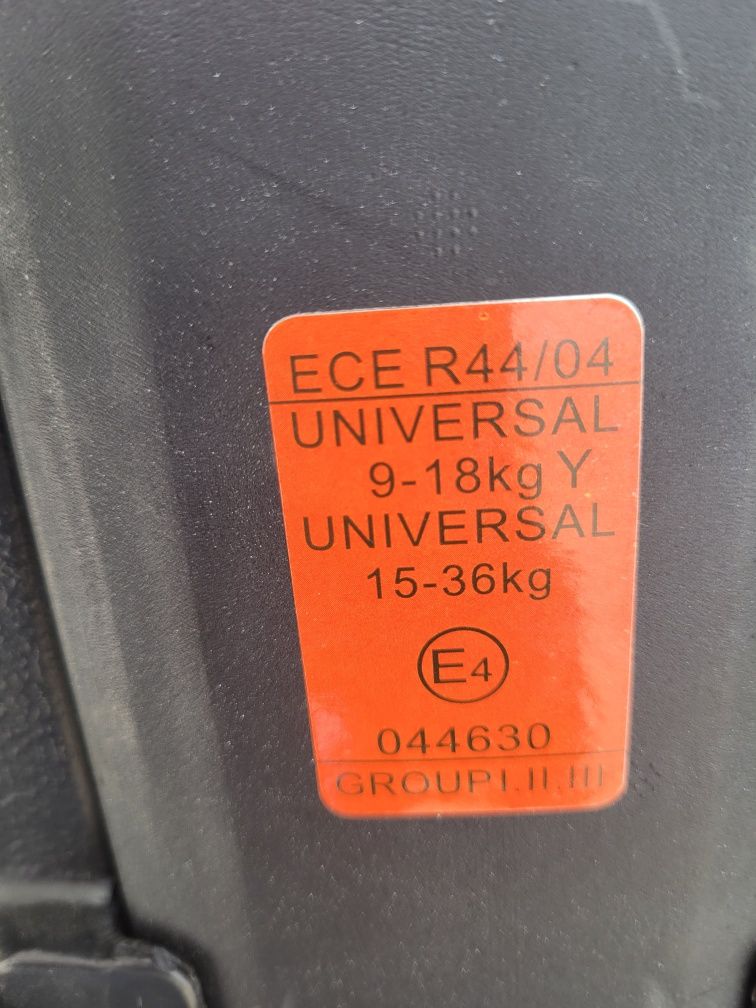 ECE R44/04
UNIVERSAL
9-18kg Y
UNIVERSAL
15-36kg
E4
044630
GROUP I.II.III